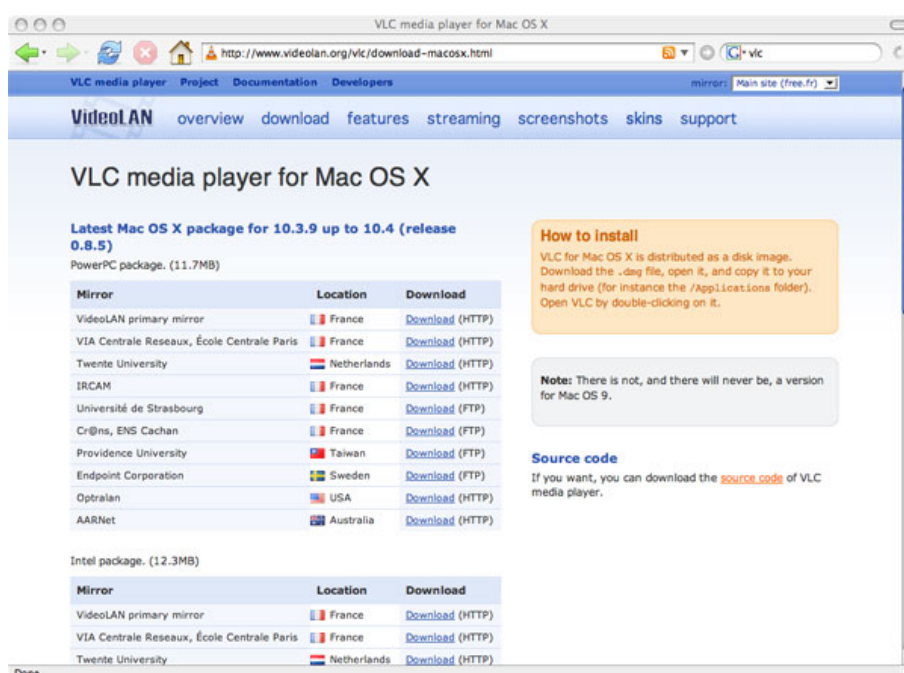 VLC media player for Mac OS X
http://www.videolan.org/vlc/download-macosx.html
vlc
VLC media player Project Documentation Developers
mirror: Main site (free.fr)
VideoLAN overview download features streaming screenshots skins support
VLC media player for Mac OS X
Latest Mac OS X package for 10.3.9 up to 10.4 (release
0.8.5)
PowerPC package. (11.7MB)
Mirror Location Download
VideoLAN primary mirror France Download (HTTP)
VIA Centrale Reseaux, École Centrale Paris France Download (HTTP)
Twente University Netherlands Download (HTTP)
IRCAM France Download (HTTP)
Université de Strasbourg France Download (FTP)
Cr@ns, ENS Cachan France Download (FTP)
Providence University Taiwan Download (FTP)
Endpoint Corporation Sweden Download (FTP)
Optralan USA Download (HTTP)
AARNet Australia Download (HTTP)
Intel package. (12.3MB)
Mirror Location Download
VideoLAN primary mirror France Download (HTTP)
VIA Centrale Reseaux, École Centrale Paris France Download (HTTP)
Twente University Netherlands Download (HTTP)
How to install
VLC for Mac OS X is distributed as a disk image.
Download the .dmg file, open it, and copy it to your
hard drive (for instance the /Applications folder).
Open VLC by double-clicking on it.
Note: There is not, and there will never be, a version
for Mac OS 9.
Source code
If you want, you can download the source code of VLC
media player.
Done